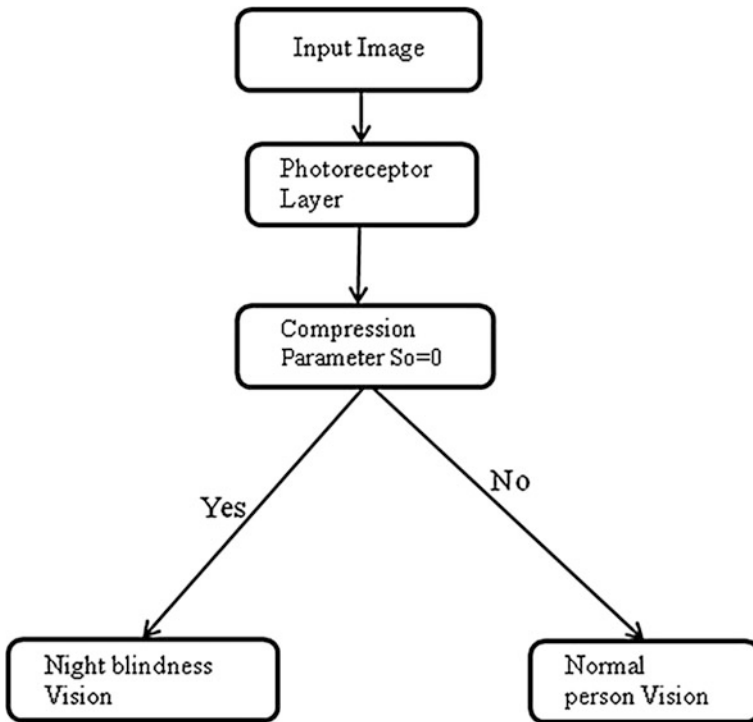 Input Image
Photoreceptor
Layer
Compression
Parameter So=0
Yes
No
Night blindness
Vision
Normal
person Vision